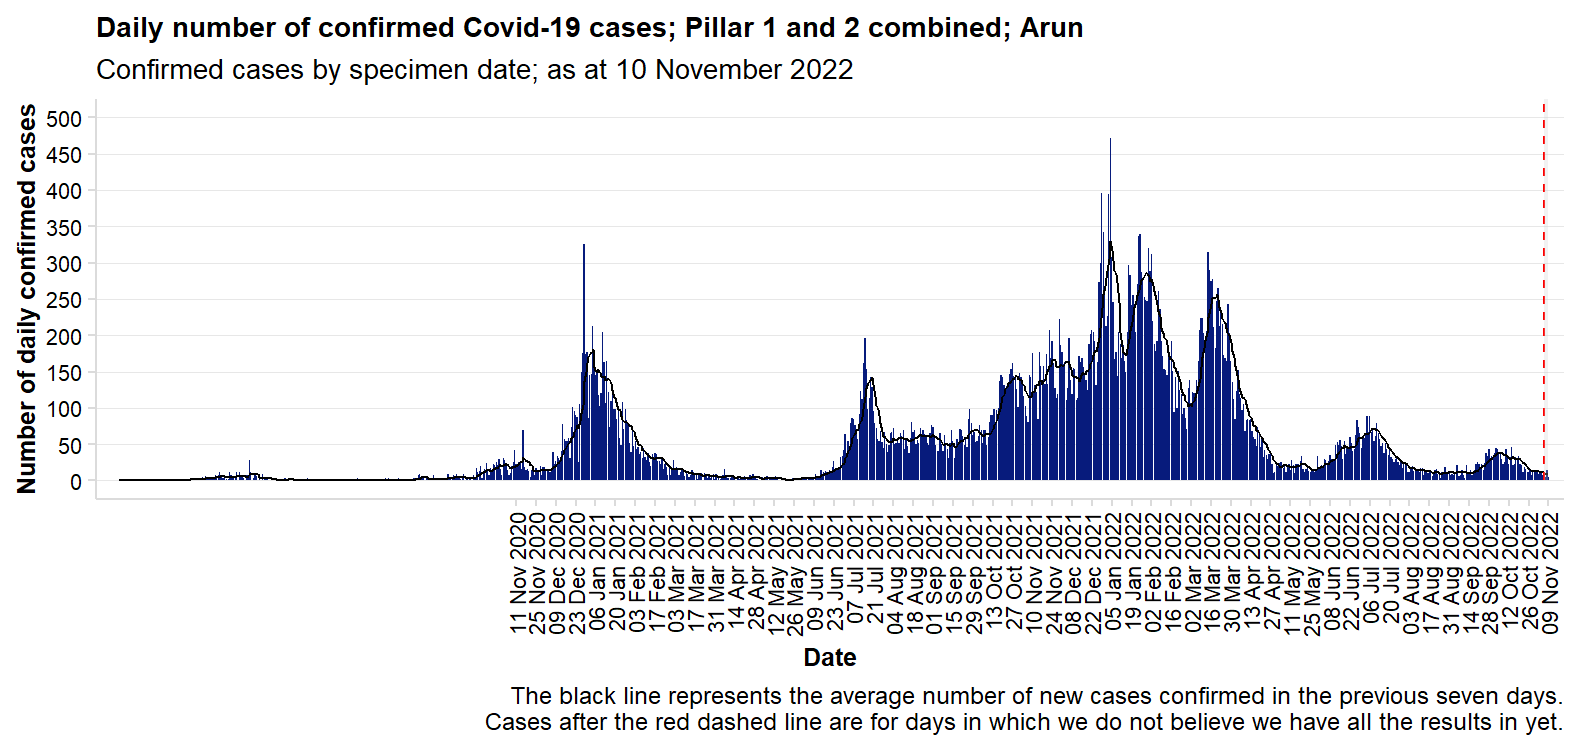 Daily number of confirmed Covid-19 cases; Pillar 1 and 2 combined; Arun
Confirmed cases by specimen date; as at 10 November 2022
Number of daily confirmed cases
500
450
400
350
300
250
200
150
100
50
0
11 Nov 2020
25 Nov 2020
09 Dec 2020
23 Dec 2020
06 Jan 2021
20 Jan 2021
03 Feb 2021
17 Feb 2021
03 Mar 2021
17 Mar 2021
31 Mar 2021
14 Apr 2021
28 Apr 2021
12 May 2021
26 May 2021
09 Jun 2021
23 Jun 2021
07 Jul 2021
21 Jul 2021
04 Aug 2021
18 Aug 2021
01 Sep 2021
15 Sep 2021
29 Sep 2021
13 Oct 2021
27 Oct 2021
10 Nov 2021
24 Nov 2021
08 Dec 2021
22 Dec 2021
05 Jan 2022
19 Jan 2022
02 Feb 2022
16 Feb 2022
02 Mar 2022
16 Mar 2022
30 Mar 2022
13 Apr 2022
27 Apr 2022
11 May 2022
25 May 2022
08 Jun 2022
22 Jun 2022
06 Jul 2022
20 Jul 2022
03 Aug 2022
17 Aug 2022
31 Aug 2022
14 Sep 2022
28 Sep 2022
12 Oct 2022
26 Oct 2022
09 Nov 2022
Date
The black line represents the average number of new cases confirmed in the previous seven days.
Cases after the red dashed line are for days in which we do not believe we have all the results in yet.